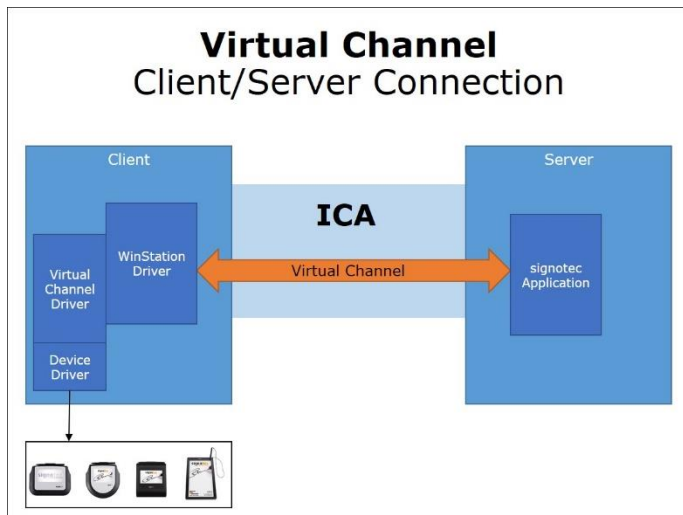 Virtual Channel
Client/Server Connection
Client
Server
ICA
WinStation
Driver
Virtual Channel
signotec
Application
Virtual
Channel
Driver
Device
Driver